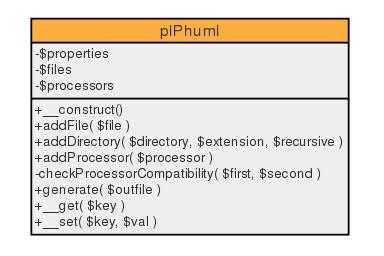 plPhuml
-$properties
-$files
-$processors
+__construct()
+addFile( $file )
+addDirectory( $directory, $extension, $recursive )
+addProcessor( $processor )
-checkProcessorCompatibility( $first, $second )
+generate( $outfile )
+__get( $key )
+__set( $key, $val )